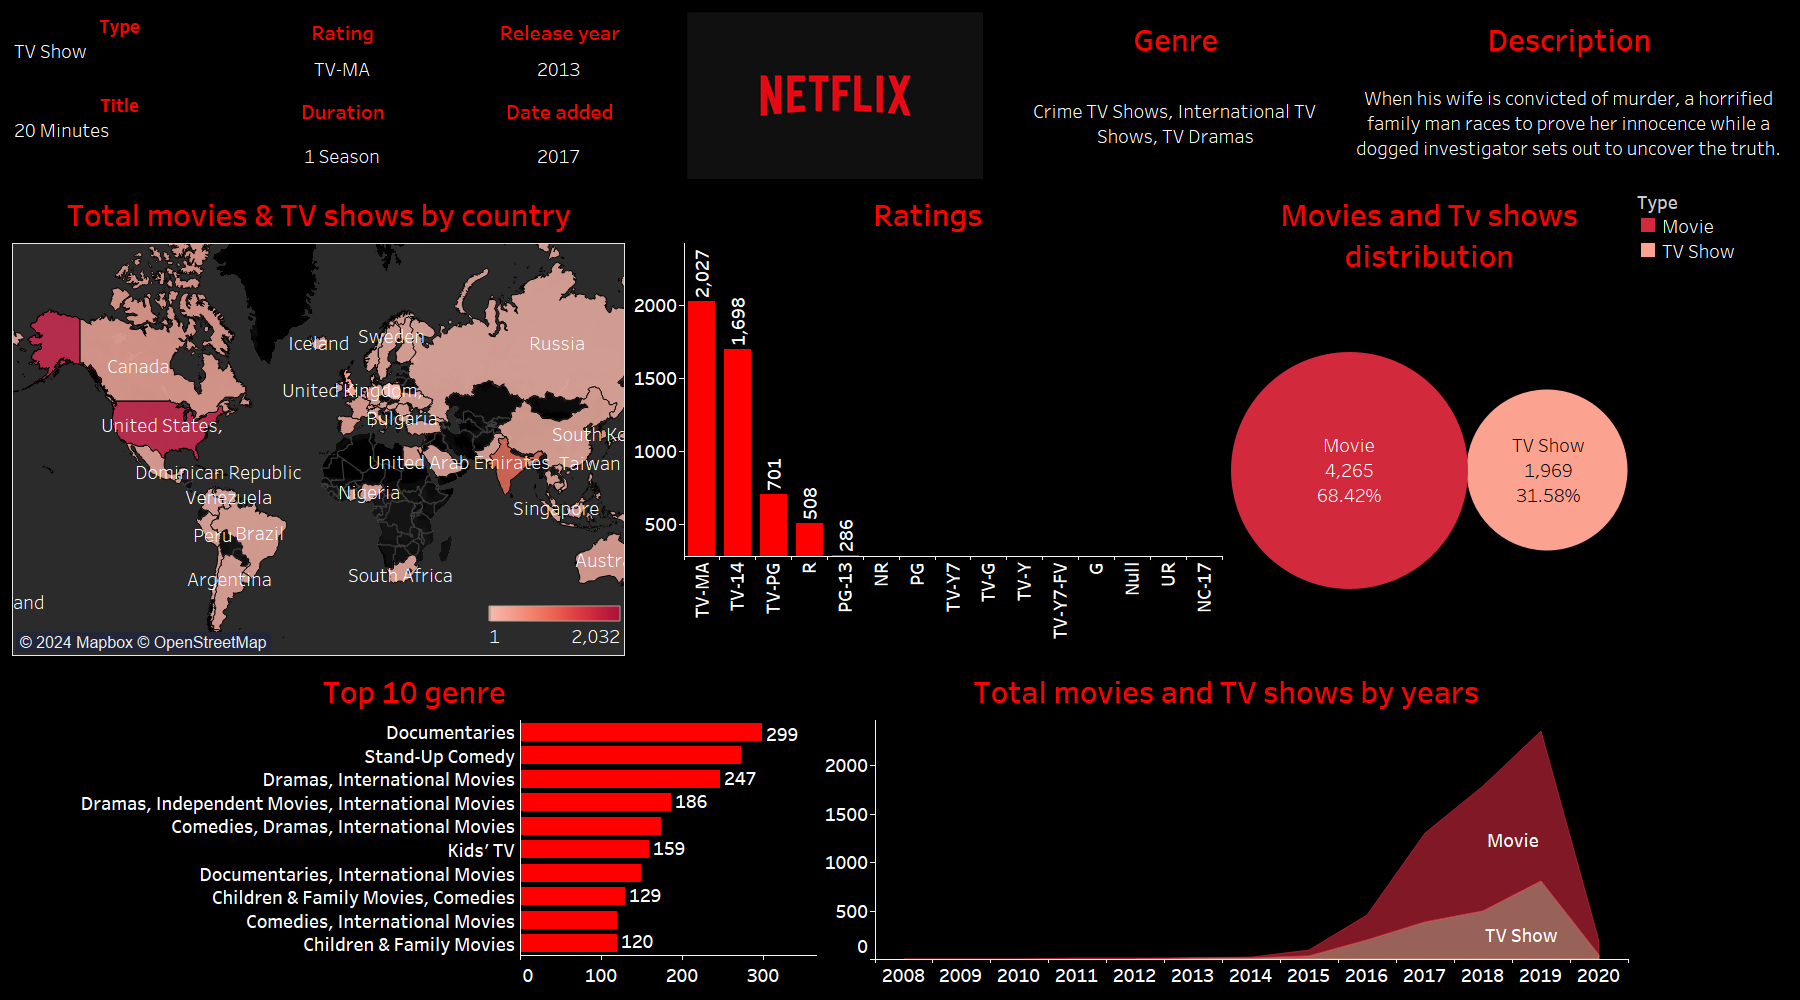 Type
TV Show
Title
20 Minutes
Rating
TV-MA
Duration
1 Season
Release year
2013
Date added
2017
NETFLIX
Genre
Crime TV Shows, International TV
Shows, TV Dramas
Description
When his wife is convicted of murder, a horrified
family man races to prove her innocence while a
dogged investigator sets out to uncover the truth.
Total movies & TV shows by country
Iceland
Sweden
Russia
Canada
United Kingdom,
Bulgaria
United States,
South Ko
Dominican Republic
United Arab Emirates
Taiwan
Venezuela
Nigeria
Singapore
Peru
Brazil
Austr
Argentina
South Africa
and
1
2,032
© 2024 Mapbox © OpenStreetMap
Ratings
2000
1500
1000
500
2,027
1,698
701
508
286
TV-MA
TV-14
TV-PG
R
PG-13
NR
PG
TV-Y7
TV-G
TV-Y
TV-Y7-FV
G
Null
UR
NC-17
Movies and Tv shows
distribution
Type
Movie
TV Show
Movie
4,265
68.42%
TV Show
1,969
31.58%
Top 10 genre
Documentaries
299
Stand-Up Comedy
Dramas, International Movies
247
Dramas, Independent Movies, International Movies
186
Comedies, Dramas, International Movies
Kids’ TV
159
Documentaries, International Movies
Children & Family Movies, Comedies
129
Comedies, International Movies
Children & Family Movies
120
0
100
200
300
Total movies and TV shows by years
2000
1500
1000
500
0
Movie
TV Show
2008
2009
2010
2011
2012
2013
2014
2015
2016
2017
2018
2019
2020